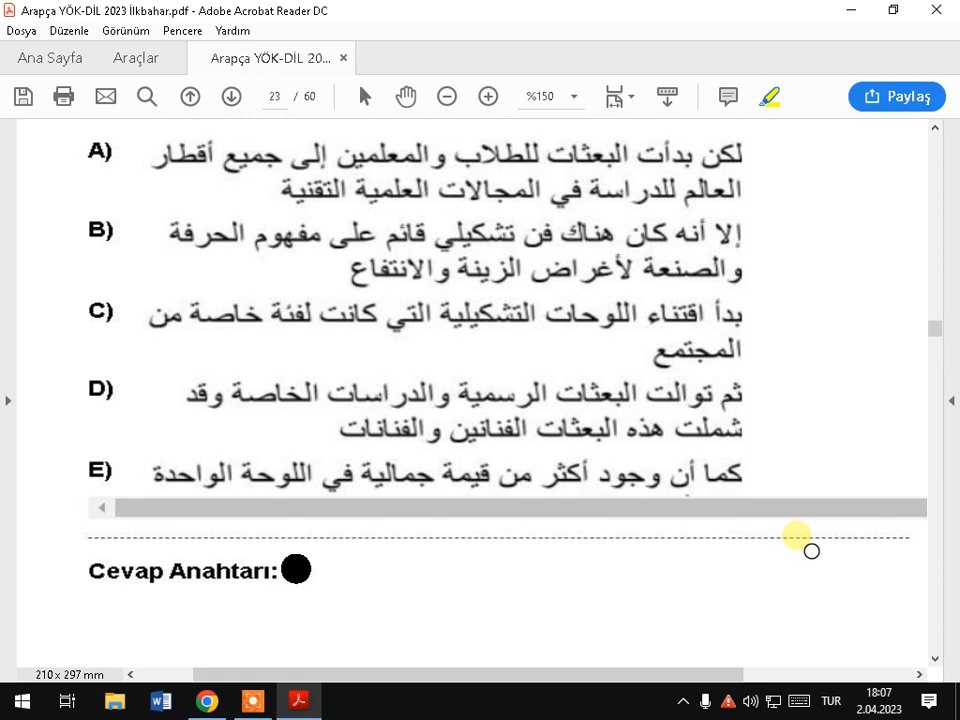 Arapça YÖK-DİL 2023 İlkbahar.pdf - Adobe Acrobat Reader DC
Dosya Düzenle Görünüm Pencere Yardım
Ana Sayfa Araçlar Arapça YÖK-DİL 20... ×
23 / 60 %150 Paylaş
A) لكن بدأت البعثات للطلاب والمعلمين إلى جميع أقطار
العالم للدراسة في المجالات العلمية التقنية
B) إلا أنه كان هناك فن تشكيلي قائم على مفهوم الحرفة
والصنعة لأغراض الزينة والانتفاع
C) بدأ اقتناء اللوحات التشكيلية التي كانت لفئة خاصة من
المجتمع
D) ثم توالت البعثات الرسمية والدراسات الخاصة وقد
شملت هذه البعثات الفنانين والفنانات
E) كما أن وجود أكثر من قيمة جمالية في اللوحة الواحدة
Cevap Anahtarı:
210 x 297 mm
TUR 18:07
2.04.2023